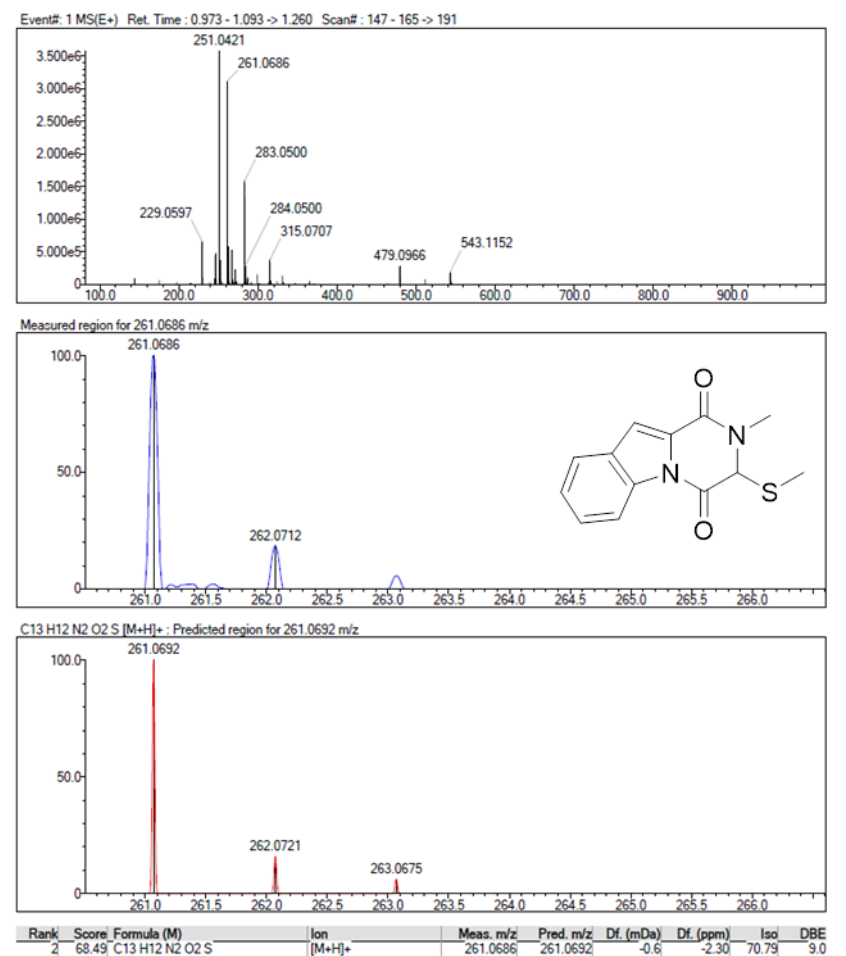 Event#: 1 MS(E+) Ret. Time : 0.973 - 1.093 -> 1.260 Scan# : 147 - 165 -> 191
251.0421
3.500e6
261.0686
3.000e6
2.500e6
2.000e6
283.0500
1.500e6
229.0597
284.0500
1.000e6
315.0707
479.0966
543.1152
5.000e5
0
100.0 200.0 300.0 400.0 500.0 600.0 700.0 800.0 900.0
Measured region for 261.0686 m/z
261.0686
100.0
O
N
50.0
N
S
262.0712
O
0
261.0 261.5 262.0 262.5 263.0 263.5 264.0 264.5 265.0 265.5 266.0
C13 H12 N2 O2 S [M+H]+ : Predicted region for 261.0692 m/z
261.0692
100.0
50.0
262.0721
263.0675
0
261.0 261.5 262.0 262.5 263.0 263.5 264.0 264.5 265.0 265.5 266.0
Rank Score Formula (M) Ion Meas. m/z Pred. m/z Df. (mDa) Df. (ppm) Iso DBE
2 68.49 C13 H12 N2 O2 S [M+H]+ 261.0686 261.0692 -0.6 -2.30 70.79 9.0